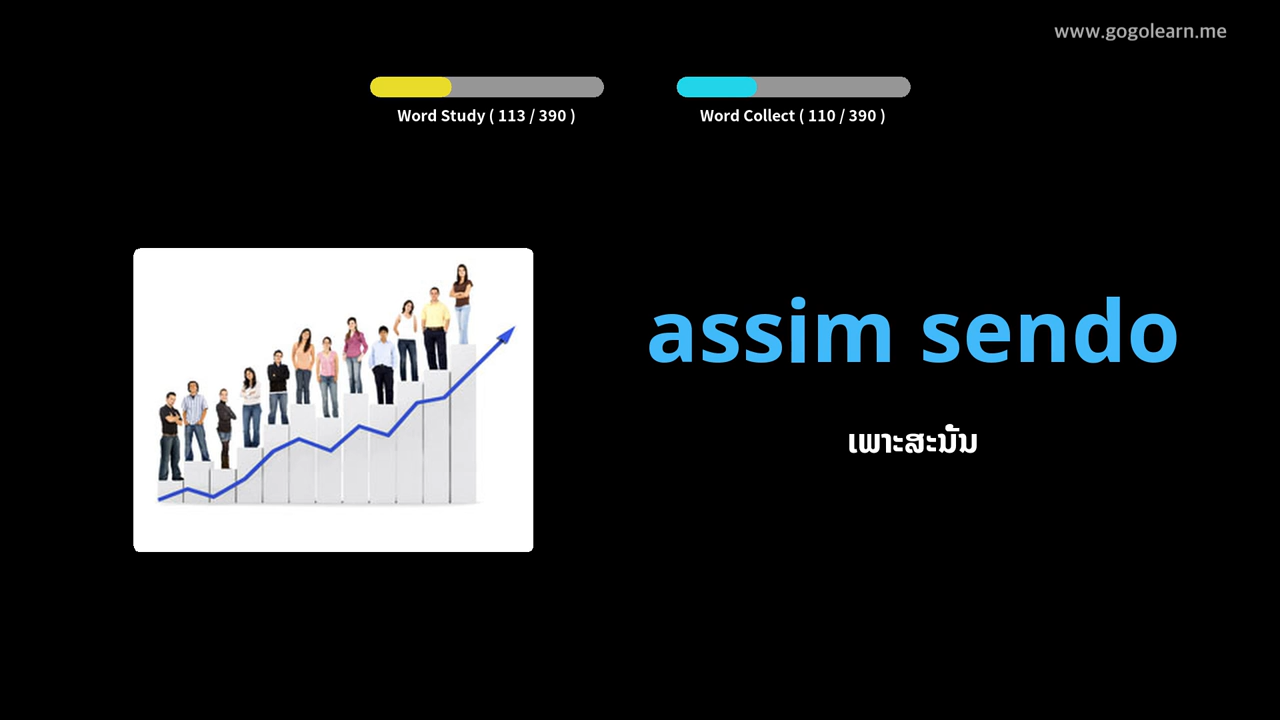 www.gogolearn.me
Word Study ( 113 / 390 )
Word Collect ( 110 / 390 )
assim sendo
ເພາະສະນັ້ນ